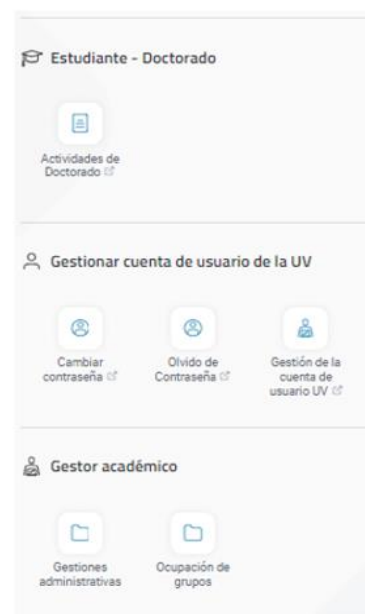 Estudiante - Doctorado
Actividades de
Doctorado
Gestionar cuenta de usuario de la UV
Cambiar
contraseña
Olvido de
Contraseña
Gestión de la
cuenta de
usuario UV
Gestor académico
Gestiones
administrativas
Ocupación de
grupos